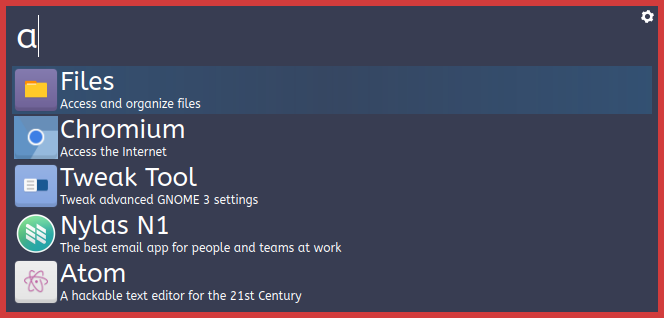 a
Files
Access and organize files
Chromium
Access the Internet
Tweak Tool
Tweak advanced GNOME 3 settings
Nylas N1
The best email app for people and teams at work
Atom
A hackable text editor for the 21st Century